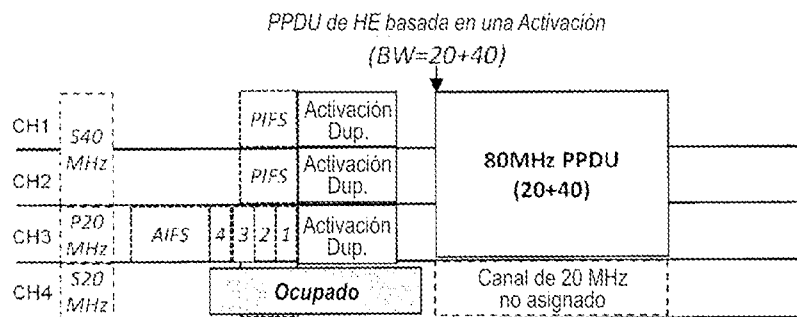 PPDU de HE basada en una Activación
(BW=20+40)
CH1
S40
MHz
PIFS
Activación
Dup.
80MHz PPDU
(20+40)
CH2
PIFS
Activación
Dup.
CH3
P20
MHz
AIFS
4
3
2
1
Activación
Dup.
CH4
S20
MHz
Ocupado
Canal de 20 MHz
no asignado